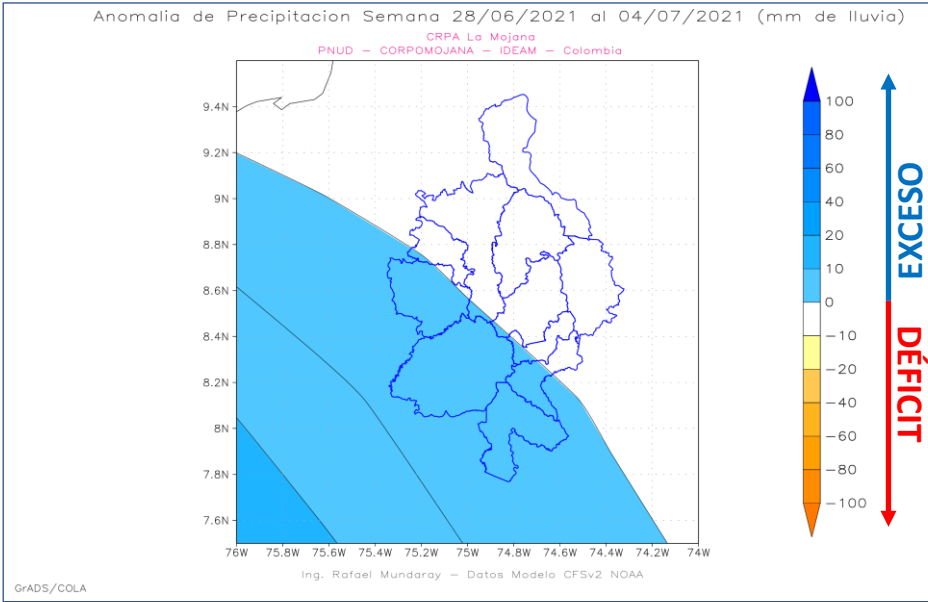 Anomalia de Precipitacion Semana 28/06/2021 al 04/07/2021 (mm de lluvia)
CRPA La Mojana
PNUD – CORPOMOJANA – IDEAM – Colombia
9.4N
9.2N
9N
8.8N
8.6N
8.4N
8.2N
8N
7.8N
7.6N
76W 75.8W 75.4W 75.2W 75W 74.8W 74.6W 74.2W 74W
100
80
60
40
20
10
0
−10
−20
−40
−60
−80
−100
EXCESO
DÉFICIT
Ing. Rafael Mundaray – Datos Modelo CFSv2 NOAA
GrADS/COLA